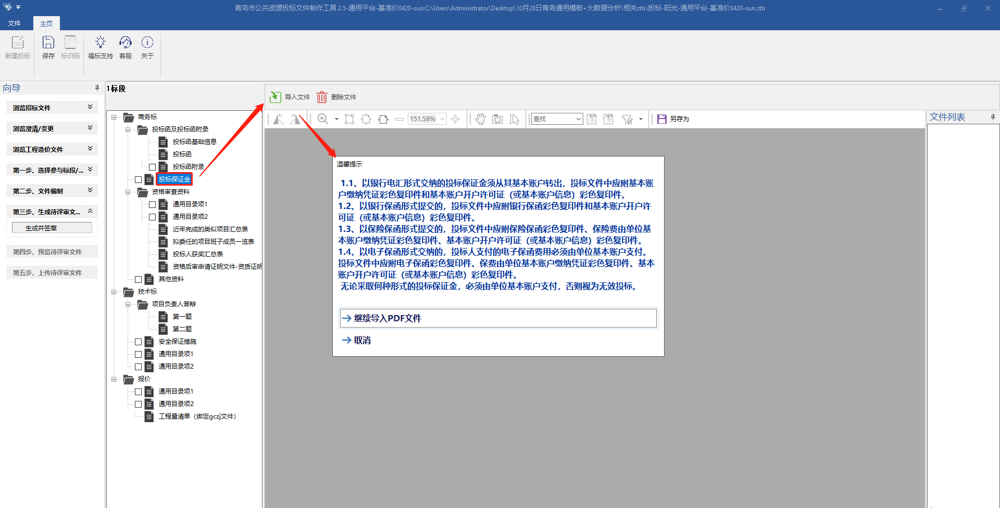 青岛市公共资源投标文件制作工具 2.5-通用平台-基准价0420-sun:C:\Users\Administrator\Desktop\10月28日青岛通用模板+大数据分析\相关ztb\投标-阳光-通用平台-基准价0420-sun.ztb
文件
主页
新建投标
保存
标识码
福标支持
客服
关于
向导
浏览招标文件
浏览澄清/变更
浏览工程造价文件
第一步、选择参与标段/...
第二步、文件编制
第三步、生成待评审文...
生成并签章
第四步、预览待评审文件
第五步、上传待评审文件
1标段
商务标
投标函及投标函附录
投标函基础信息
投标函
投标函附录
投标保证金
资格审查资料
通用目录项1
通用目录项2
近年完成的类似项目汇总表
拟委任的项目班子成员一览表
投标人获奖汇总表
资格后审申请证明文件-资质证明
其他资料
技术标
项目负责人答辩
第一题
第二题
安全保证措施
通用目录项1
通用目录项2
报价
通用目录项1
通用目录项2
工程量清单（绑定gczj文件）
导入文件
删除文件
151.58%
查找
另存为
文件列表
温馨提示
1.1、以银行电汇形式交纳的投标保证金须从其基本账户转出，投标文件中应附基本账
户缴纳凭证彩色复印件和基本账户开户许可证（或基本账户信息）彩色复印件。
1.2、以银行保函形式提交的，投标文件中应附银行保函彩色复印件和基本账户开户许
可证（或基本账户信息）彩色复印件。
1.3、以保险保函形式提交的，投标文件中应附保险保函彩色复印件、保险费由单位基
本账户缴纳凭证彩色复印件、基本账户开户许可证（或基本账户信息）彩色复印件。
1.4、以电子保函形式交纳的，投标人支付的电子保函费用必须由单位基本账户支付。
投标文件中应附电子保函彩色复印件、保费由单位基本账户缴纳凭证彩色复印件、基本
账户开户许可证（或基本账户信息）彩色复印件。
无论采取何种形式的投标保证金，必须由单位基本账户支付，否则视为无效投标。
继续导入PDF文件
取消